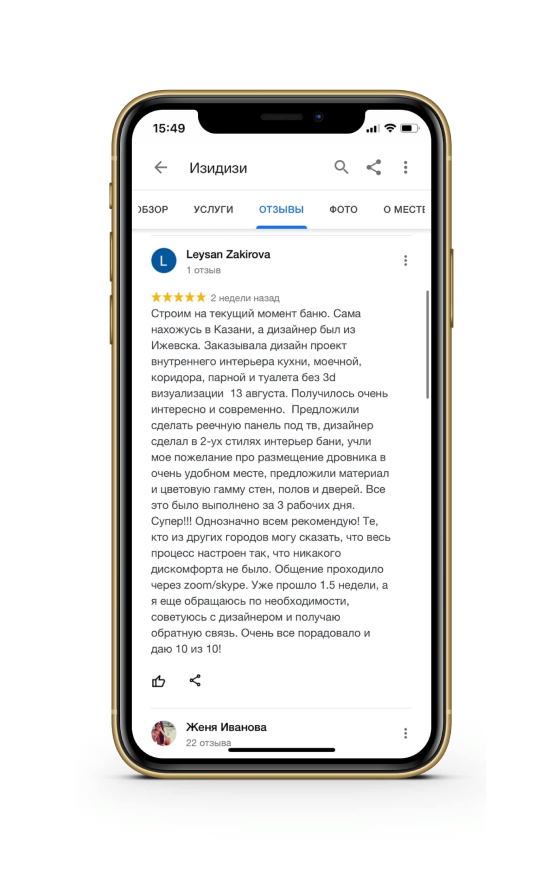 15:49
Изидизи
ОБЗОР УСЛУГИ ОТЗЫВЫ ФОТО О МЕСТЕ
L
Leysan Zakirova
1 отзыв
2 недели назад
Строим на текущий момент баню. Сама
нахожусь в Казани, а дизайнер был из
Ижевска. Заказывала дизайн проект
внутреннего интерьера кухни, моечной,
коридора, парной и туалета без 3d
визуализации 13 августа. Получилось очень
интересно и современно. Предложили
сделать реечную панель под тв, дизайнер
сделал в 2-ух стилях интерьер бани, учли
мое пожелание про размещение дровника в
очень удобном месте, предложили материал
и цветовую гамму стен, полов и дверей. Все
это было выполнено за 3 рабочих дня.
Супер!!! Однозначно всем рекомендую! Те,
кто из других городов могу сказать, что весь
процесс настроен так, что никакого
дискомфорта не было. Общение проходило
через zoom/skype. Уже прошло 1.5 недели, а
я еще обращаюсь по необходимости,
советуюсь с дизайнером и получаю
обратную связь. Очень все порадовало и
даю 10 из 10!
Женя Иванова
22 отзыва